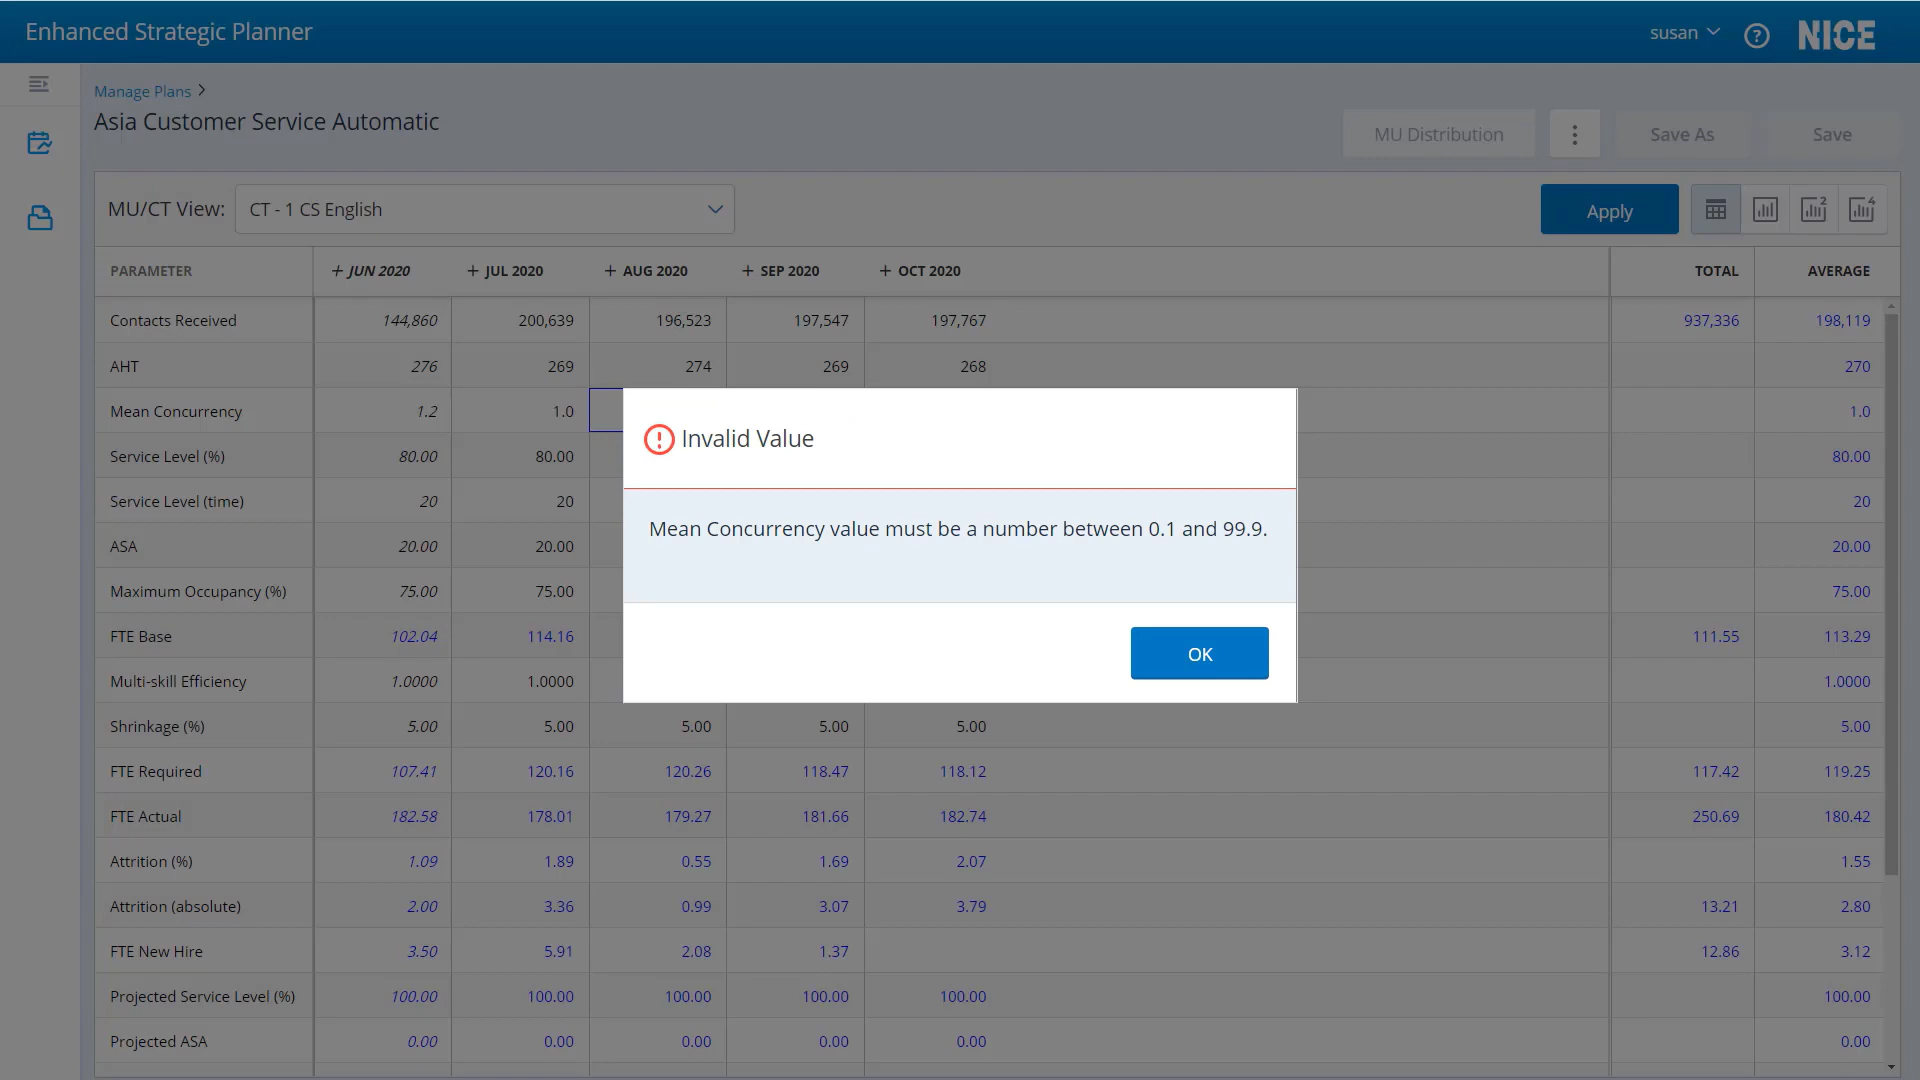 Enhanced Strategic Planner
susan
?
NICE
Manage Plans
Asia Customer Service Automatic
MU Distribution
Save As
Save
MU/CT View:
CT - 1 CS English
Apply
2
4
PARAMETER + JUN 2020 + JUL 2020 + AUG 2020 + SEP 2020 + OCT 2020 TOTAL AVERAGE
Contacts Received 144,860 200,639 196,523 197,547 197,767 937,336 198,119
AHT 276 269 274 269 268 270
Mean Concurrency 1.2 1.0 1.0
Service Level (%) 80.00 80.00 80.00
Service Level (time) 20 20 20
ASA 20.00 20.00 20.00
Maximum Occupancy (%) 75.00 75.00 75.00
FTE Base 102.04 114.16 111.55 113.29
Multi-skill Efficiency 1.0000 1.0000 1.0000
Shrinkage (%) 5.00 5.00 5.00 5.00 5.00 5.00
FTE Required 107.41 120.16 120.26 118.47 118.12 117.42 119.25
FTE Actual 182.58 178.01 179.27 181.66 182.74 250.69 180.42
Attrition (%) 1.09 1.89 0.55 1.69 2.07 1.55
Attrition (absolute) 2.00 3.36 0.99 3.07 3.79 13.21 2.80
FTE New Hire 3.50 5.91 2.08 1.37 12.86 3.12
Projected Service Level (%) 100.00 100.00 100.00 100.00 100.00 100.00
Projected ASA 0.00 0.00 0.00 0.00 0.00 0.00
Invalid Value
Mean Concurrency value must be a number between 0.1 and 99.9.
OK